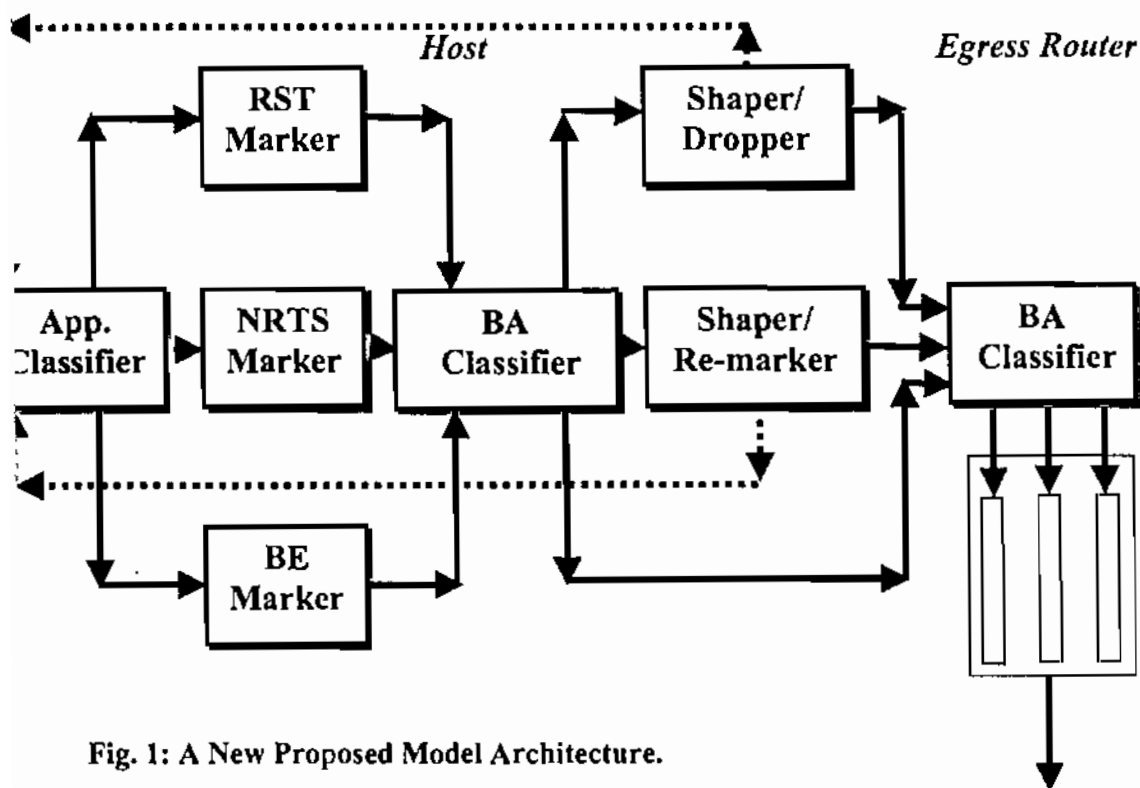 Host
Egress Router
RST
Marker
Shaper/
Dropper
App.
Classifier
NRTS
Marker
BA
Classifier
Shaper/
Re-marker
BA
Classifier
BE
Marker
Fig. 1: A New Proposed Model Architecture.